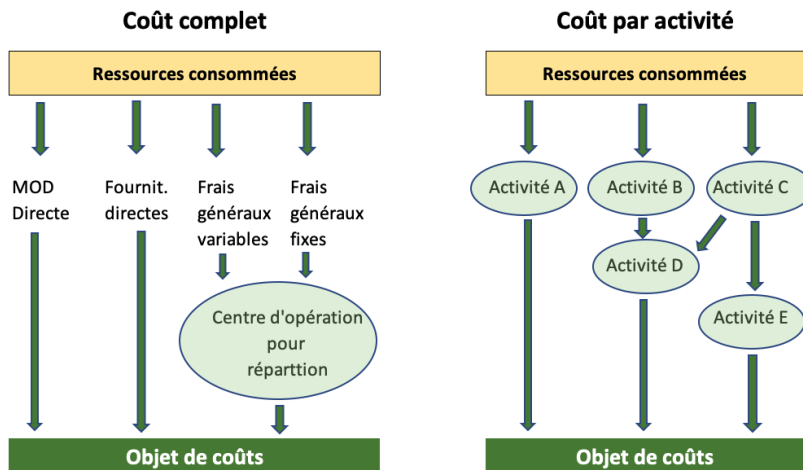 Coût complet
Ressources consommées
MOD
Directe
Fournit.
directes
Frais
généraux
variables
Frais
généraux
fixes
Centre d'opération
pour
réparttion
Objet de coûts
Coût par activité
Ressources consommées
Activité A
Activité B
Activité C
Activité D
Activité E
Objet de coûts